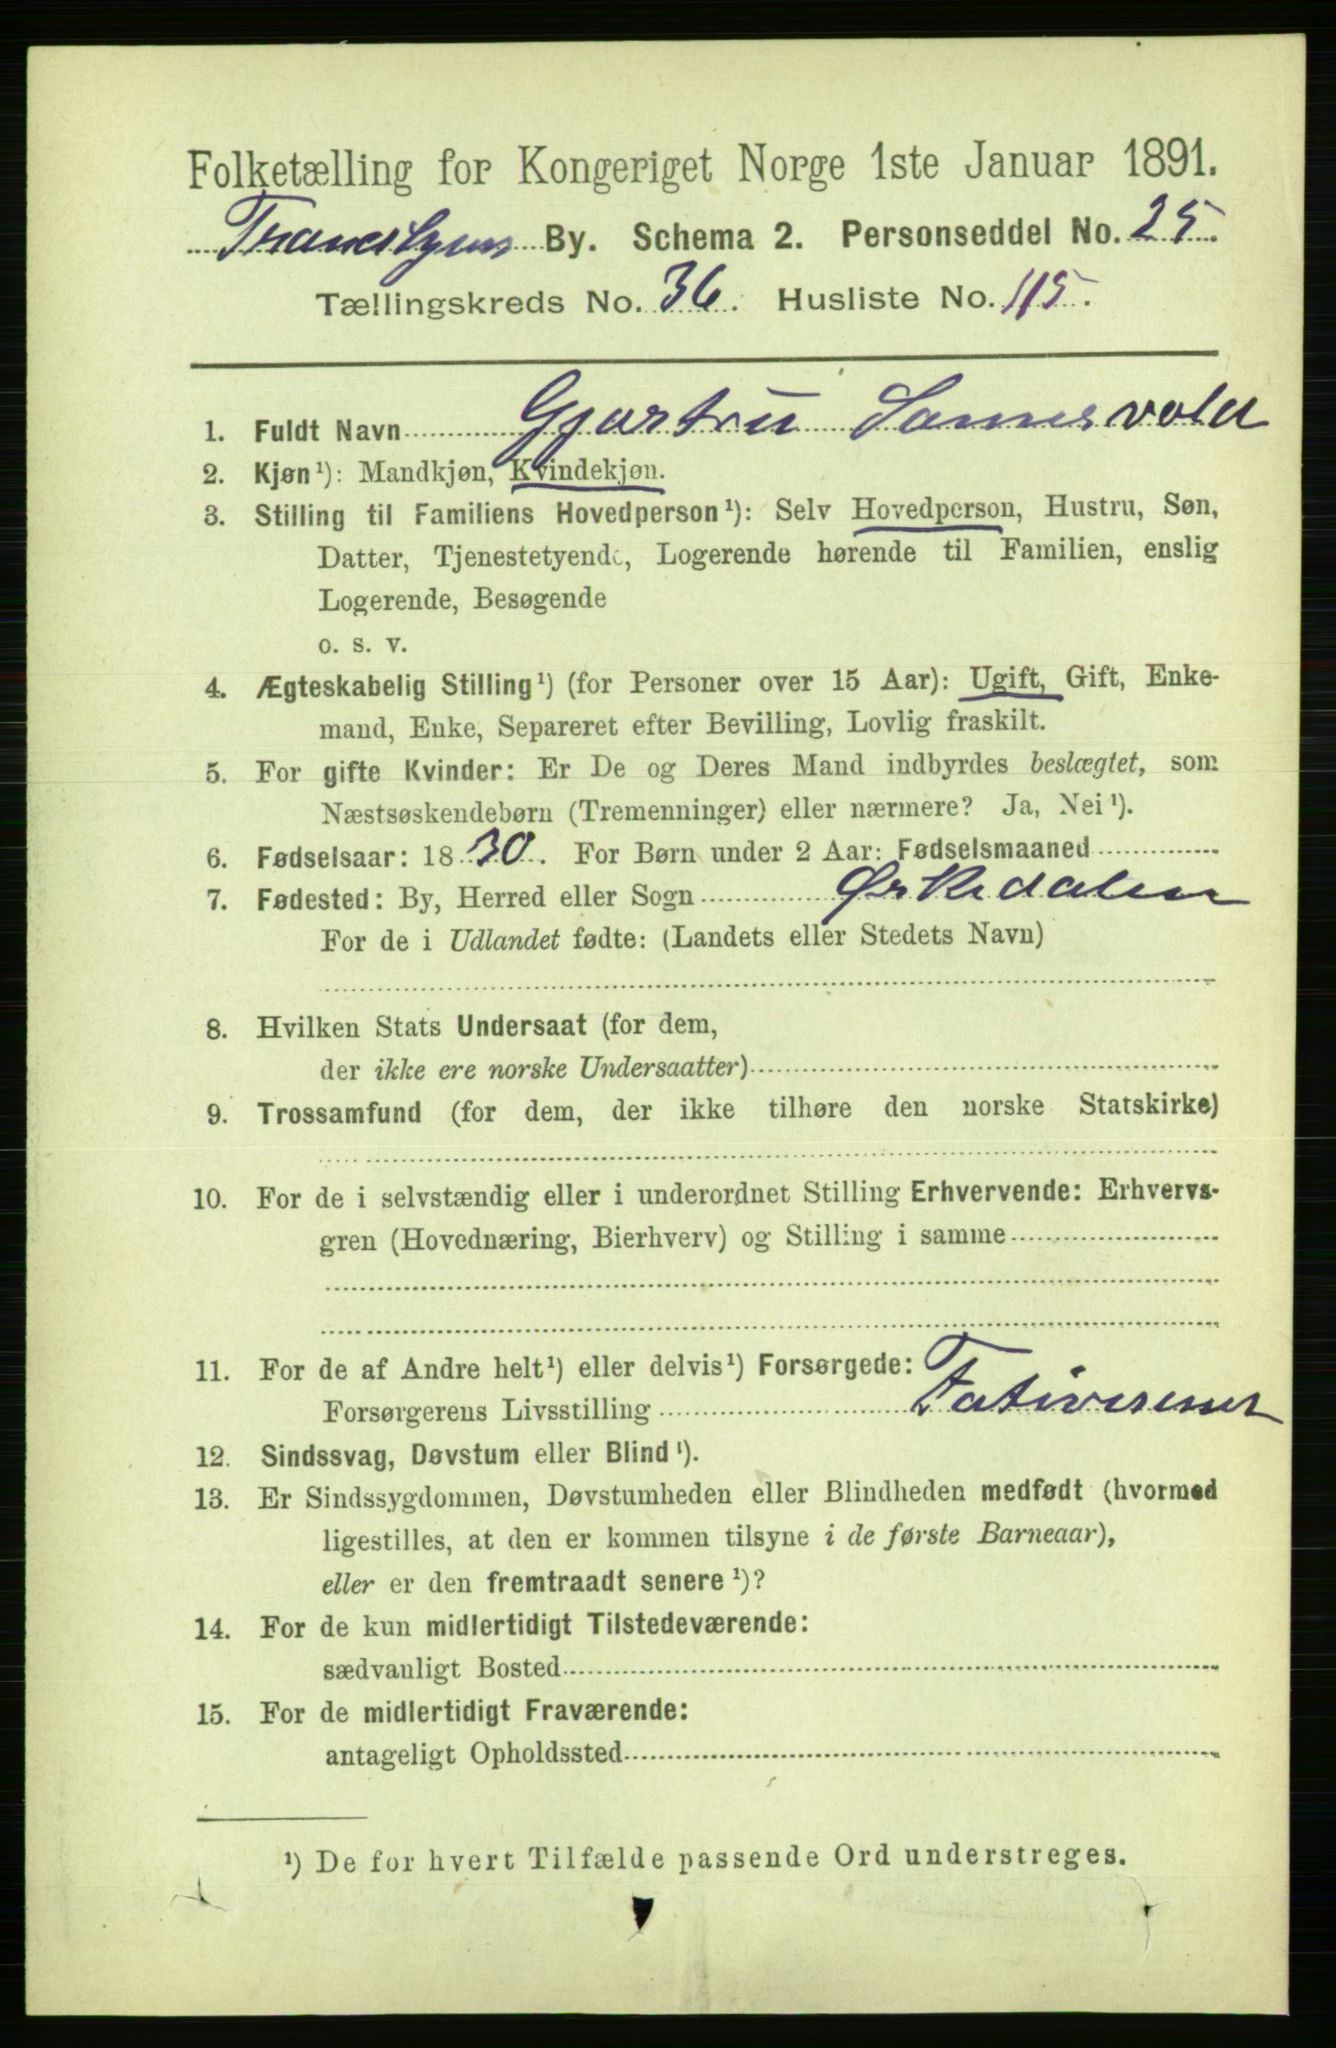 Folketælling for Kongeriget Norge 1ste Januar 1891.
By. Schema 2. Personseddel No. 25.
Tællingskreds No. 36. Husliste No. 115.
1. Fuldt Navn Gjartru
2. Kjøn¹): Mandkjøn, Kvindekjøn.
3. Stilling til Familiens Hovedperson¹): Selv Hovedperson, Hustru, Søn,
Datter, Tjenestetyende, Logerende hørende til Familien, enslig
Logerende, Besøgende
o. s. v.
4. Ægteskabelig Stilling¹) (for Personer over 15 Aar): Ugift, Gift, Enke-
mand, Enke, Separeret efter Bevilling, Lovlig fraskilt.
5. For gifte Kvinder: Er De og Deres Mand indbyrdes beslægtet, som
Næstsøskendebørn (Tremenninger) eller nærmere? Ja, Nei¹).
6. Fødselsaar: 1830. For Børn under 2 Aar: Fødselsmaaned
7. Fødested: By, Herred eller Sogn Ørkedalen
For de i Udlandet fødte: (Landets eller Stedets Navn)
8. Hvilken Stats Undersaat (for dem,
der ikke ere norske Undersaatter)
9. Trossamfund (for dem, der ikke tilhøre den norske Statskirke)
10. For de i selvstændig eller i underordnet Stilling Erhvervende: Erhvervs-
gren (Hovednæring, Bierhverv) og Stilling i samme
11. For de af Andre helt¹) eller delvis¹) Forsørgede:
Forsørgerens Livsstilling
12. Sindssvag, Døvstum eller Blind¹).
13. Er Sindssygdommen, Døvstumheden eller Blindheden medfødt (hvormed
ligestilles, at den er kommen tilsyne i de første Barneaar),
eller er den fremtraadt senere¹)?
14. For de kun midlertidigt Tilstedeværende:
sædvanligt Bosted
15. For de midlertidigt Fraværende:
antageligt Opholdssted
¹) De for hvert Tilfælde passende Ord understreges.